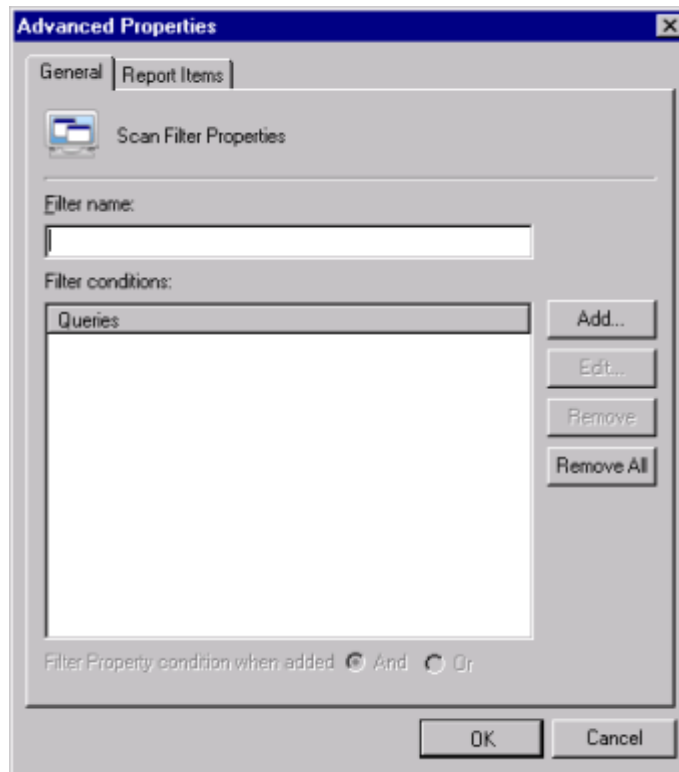 Advanced Properties
General Report Items
Scan Filter Properties
Filter name:
Filter conditions:
Queries
Add...
Edit...
Remove
Remove All
Filter Property condition when added And Or
OK Cancel